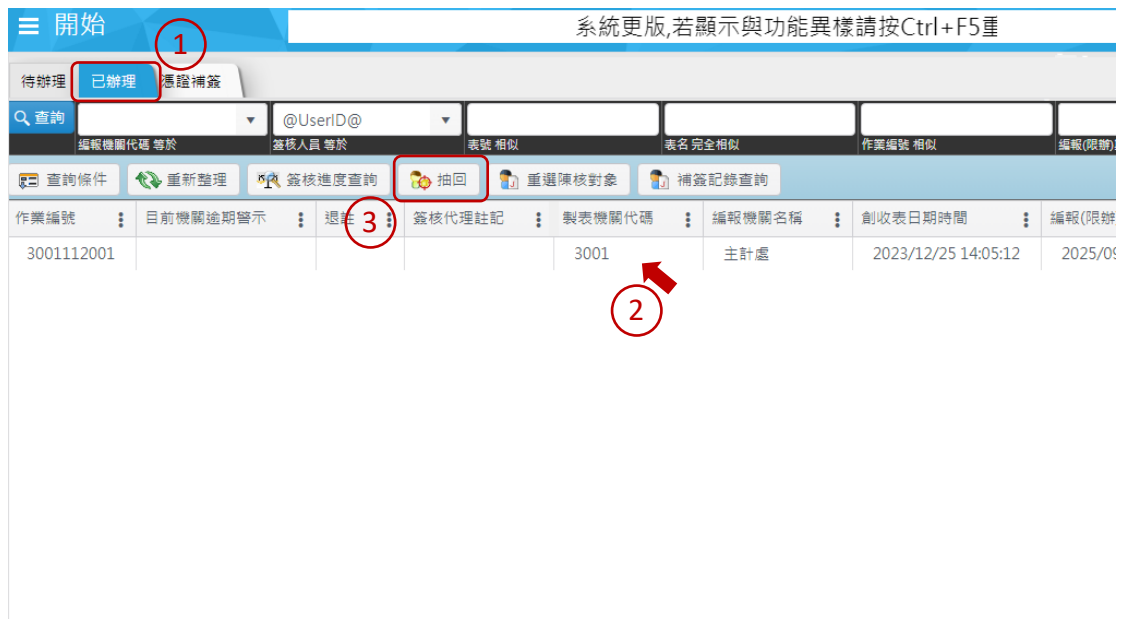 開始
系統更版,若顯示與功能異樣請按Ctrl+F5重
1
待辦理 已辦理 憑證補簽
查詢 @UserID@
編報機關代碼 等於 簽核人員 等於 表號 相似 表名 完全相似 作業編號 相似 編報(限辦)
查詢條件 重新整理 簽核進度查詢 抽回 重選陳核對象 補簽記錄查詢
3
作業編號 目前機關逾期警示 退註 簽核代理註記 製表機關代碼 編報機關名稱 創收表日期時間 編報(限辦
3001112001 3001 主計處 2023/12/25 14:05:12 2025/09
2